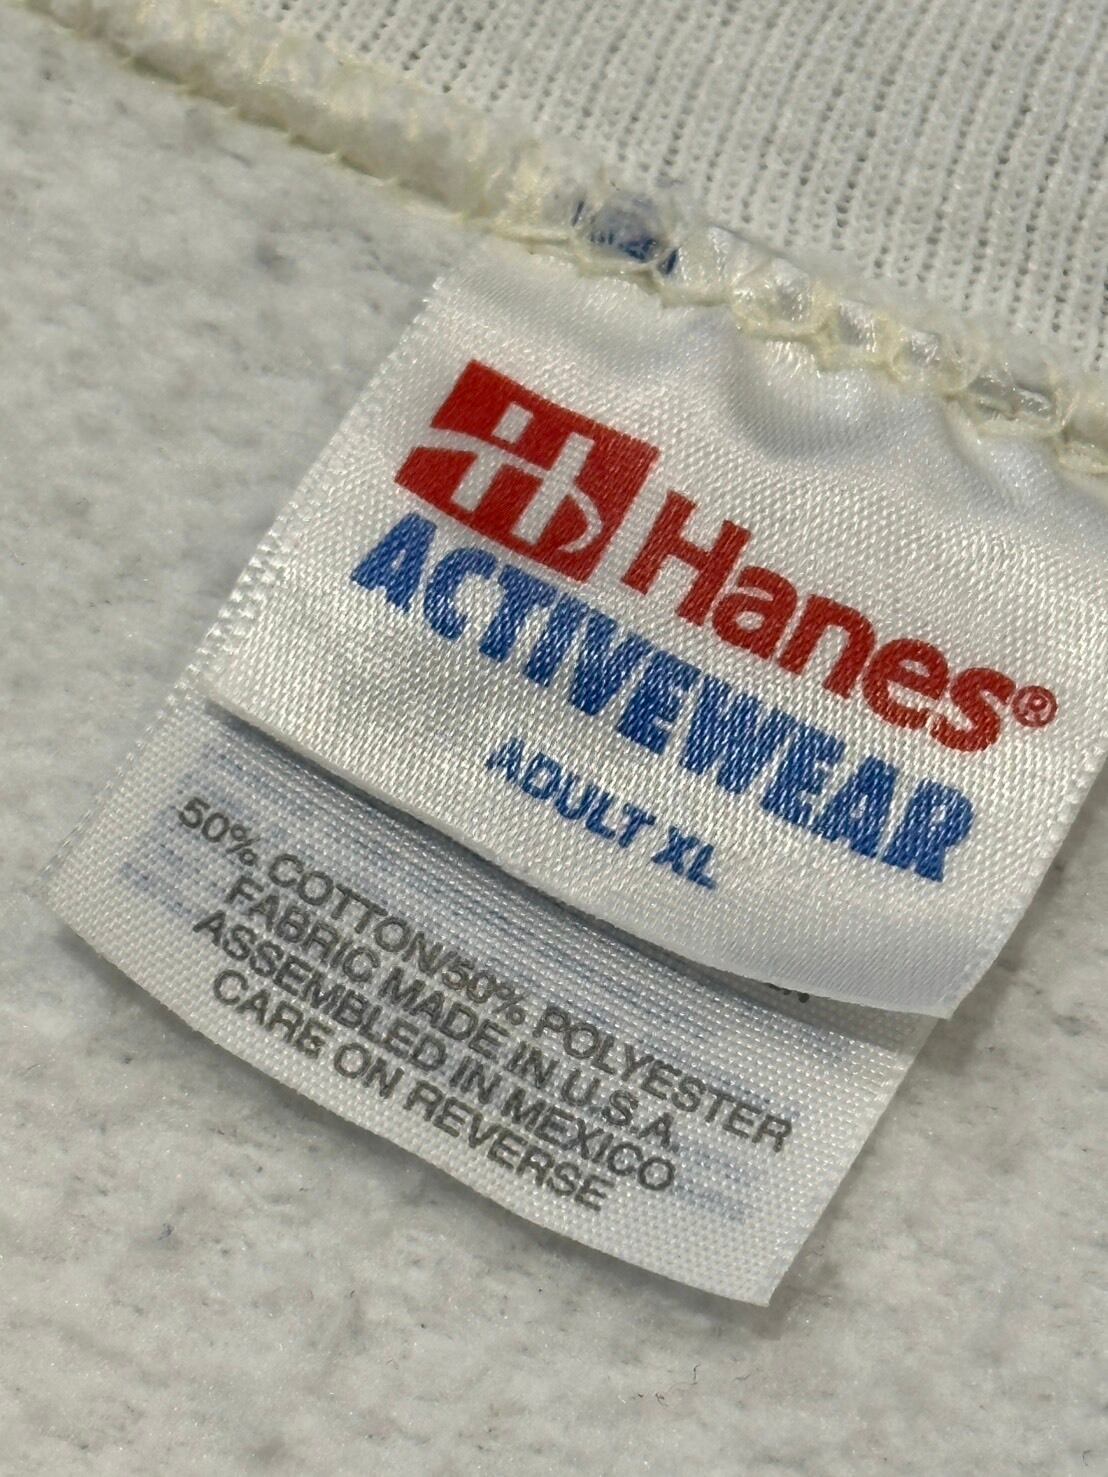 Hanes®
ACTIVEWEAR
ADULT XL
50% COTTON/50% POLYESTER
FABRIC MADE IN U.S.A.
ASSEMBLED IN MEXICO
CARE ON REVERSE